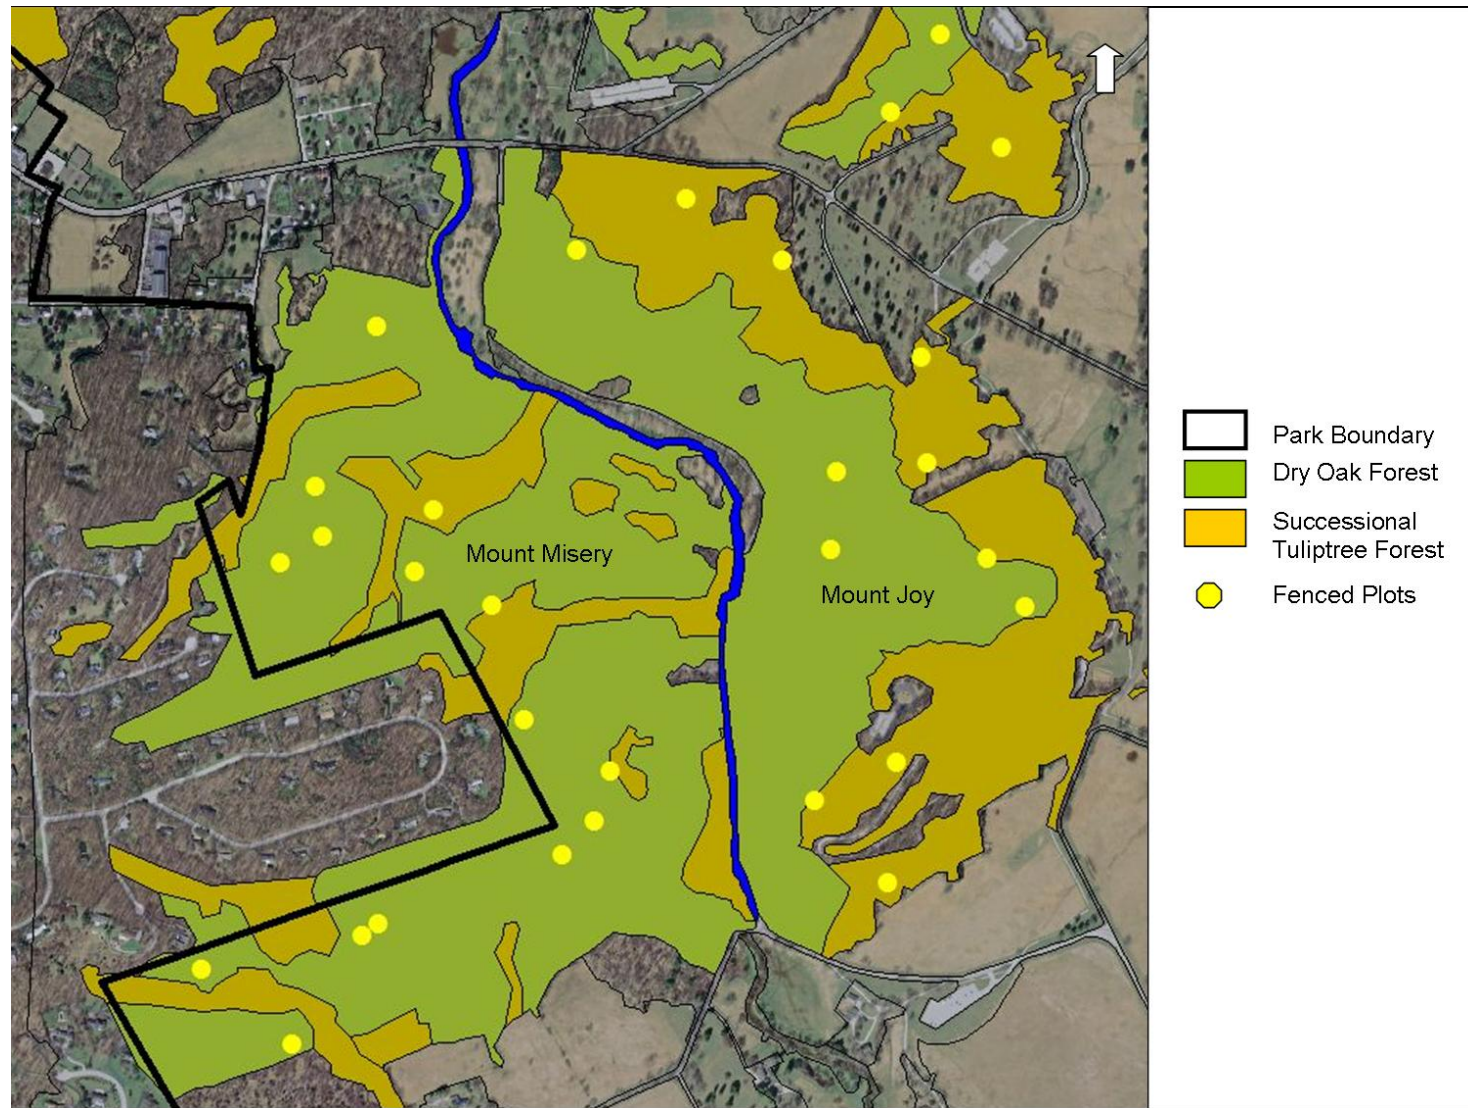 Mount Misery
Mount Joy
Park Boundary
Dry Oak Forest
Successional
Tuliptree Forest
Fenced Plots